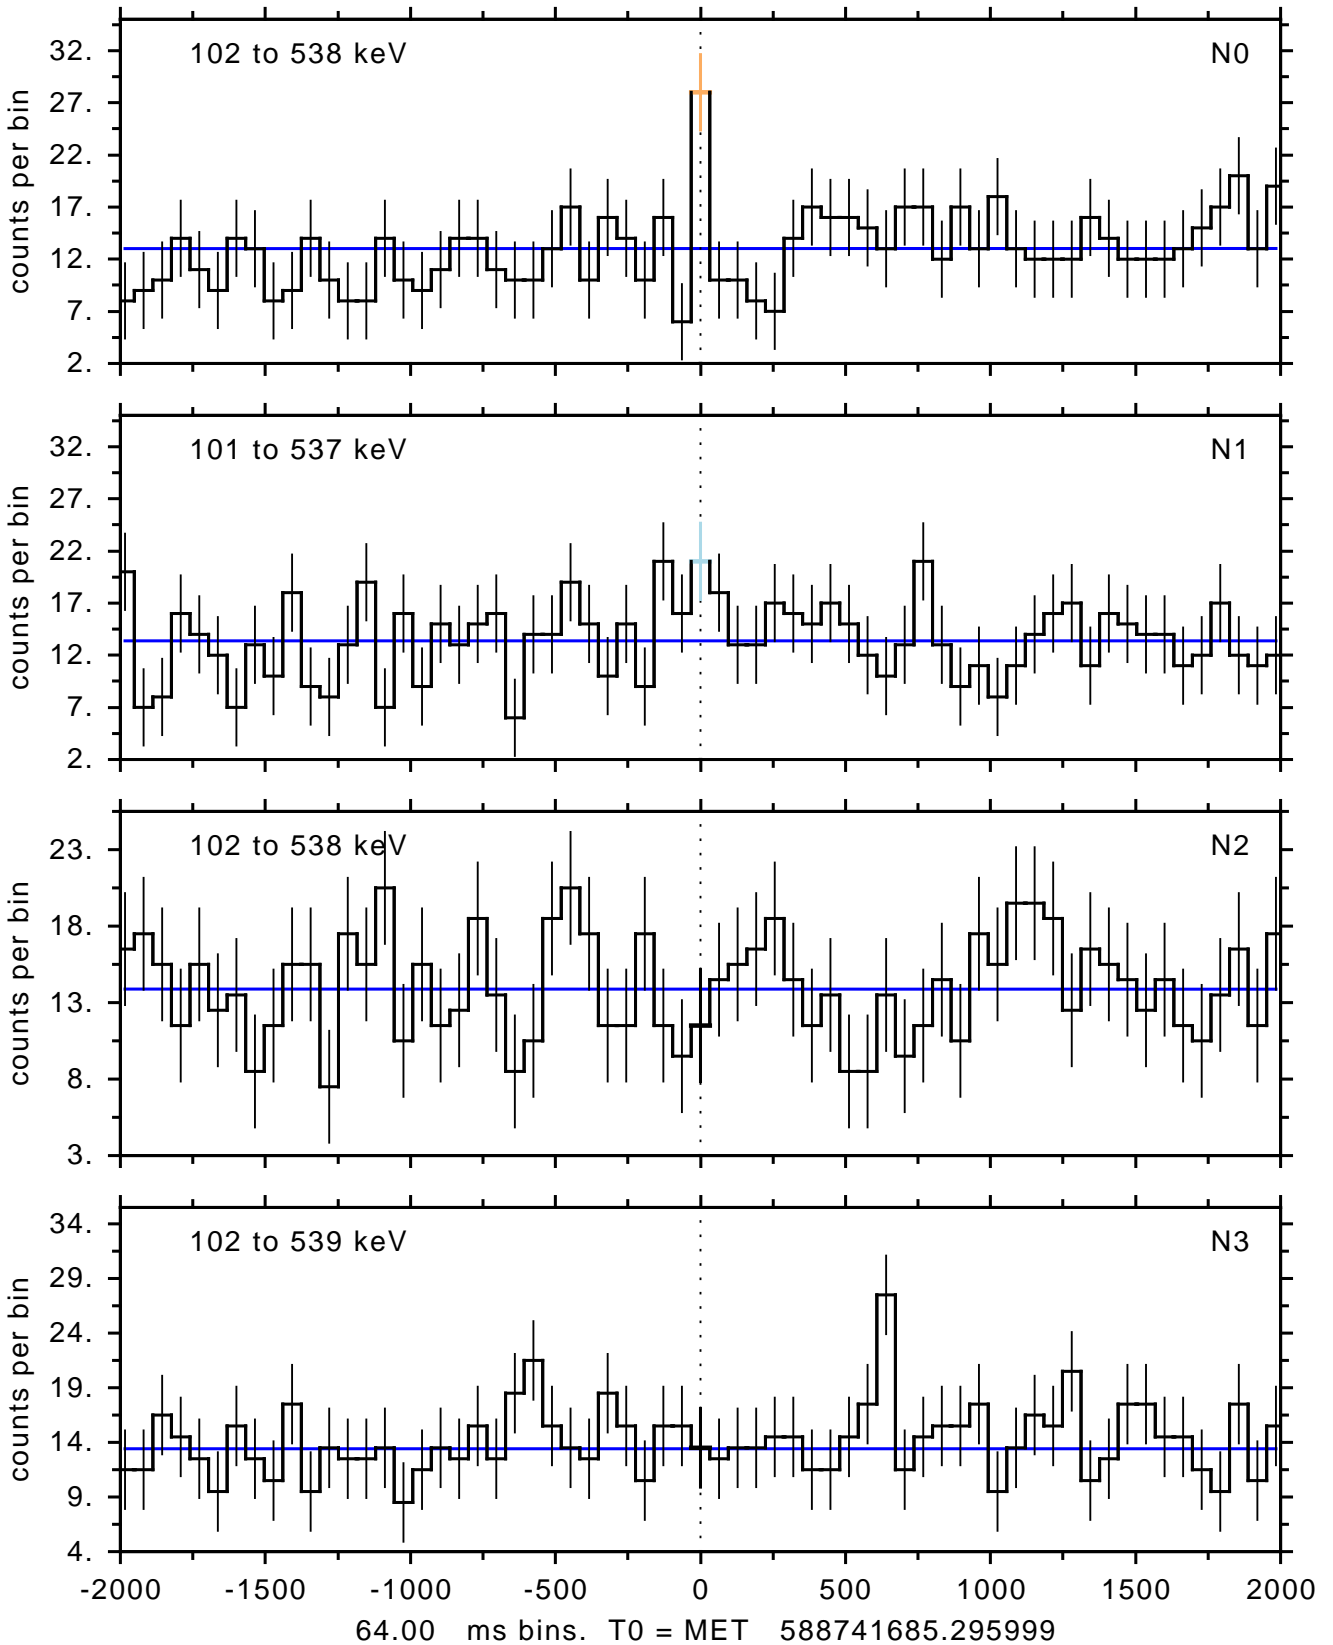 102 to 538 keV N0
counts per bin
32.
27.
22.
17.
12.
7.
2.
101 to 537 keV N1
counts per bin
32.
27.
22.
17.
12.
7.
2.
102 to 538 keV N2
counts per bin
23.
18.
13.
8.
3.
102 to 539 keV N3
counts per bin
34.
29.
24.
19.
14.
9.
4.
-2000 -1500 -1000 -500 0 500 1000 1500 2000
64.00 ms bins. T0 = MET 588741685.295999